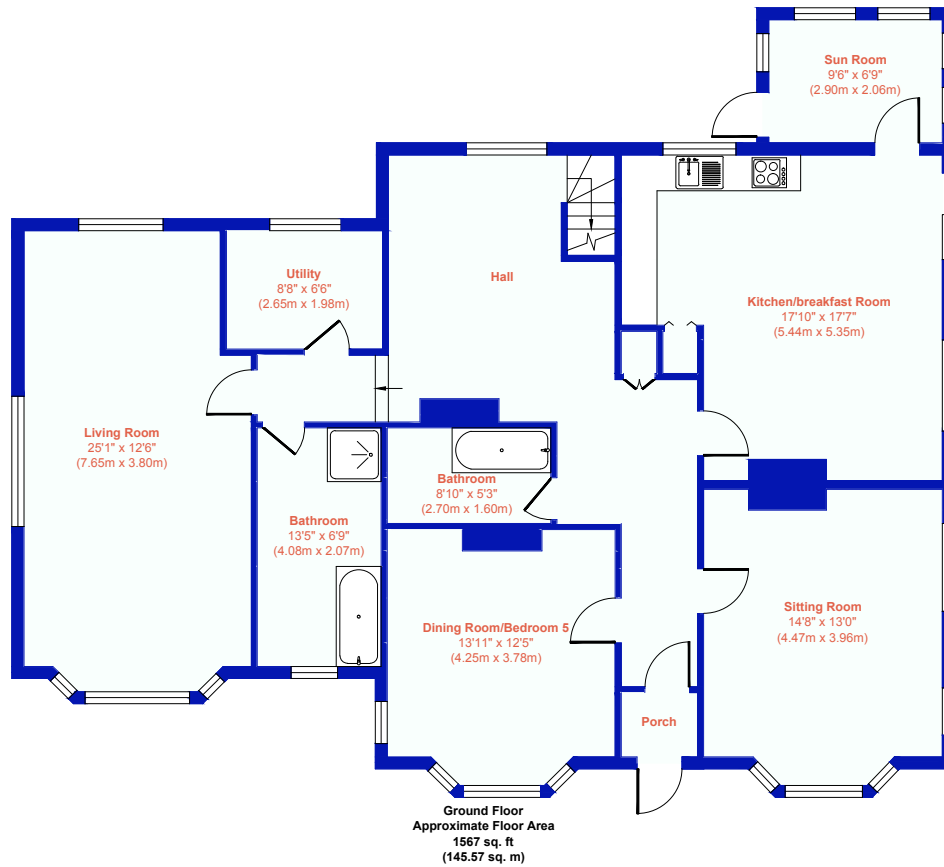 Sun Room
9'6" x 6'9"
(2.90m x 2.06m)
Utility
8'8" x 6'6"
(2.65m x 1.98m)
Hall
Kitchen/breakfast Room
17'10" x 17'7"
(5.44m x 5.35m)
Living Room
25'1" x 12'6"
(7.65m x 3.80m)
Bathroom
8'10" x 5'3"
(2.70m x 1.60m)
Bathroom
13'5" x 6'9"
(4.08m x 2.07m)
Dining Room/Bedroom 5
13'11" x 12'5"
(4.25m x 3.78m)
Sitting Room
14'8" x 13'0"
(4.47m x 3.96m)
Porch
Ground Floor
Approximate Floor Area
1567 sq. ft
(145.57 sq. m)